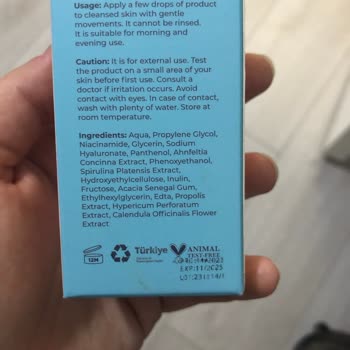 Usage: Apply a few drops of product
to cleansed skin with gentle
movements. It cannot be rinsed.
It is suitable for morning and
evening use.
Caution: It is for external use. Test
the product on a small area of your
skin before first use. Consult a
doctor if irritation occurs. Avoid
contact with eyes. In case of contact,
wash with plenty of water. Store at
room temperature.
Ingredients: Aqua, Propylene Glycol,
Niacinamide, Glycerin, Sodium
Hyaluronate, Panthenol, Ahnfeltia
Concinna Extract, Phenoxyethanol,
Spirulina Platensis Extract,
Hydroxyethylcellulose, Inulin,
Fructose, Acacia Senegal Gum,
Ethylhexylglycerin, Edta, Propolis
Extract, Hypericum Perforatum
Extract, Calendula Officinalis Flower
Extract
12M
Türkiye
ANIMAL
TEST-FREE
EXP:11/2025